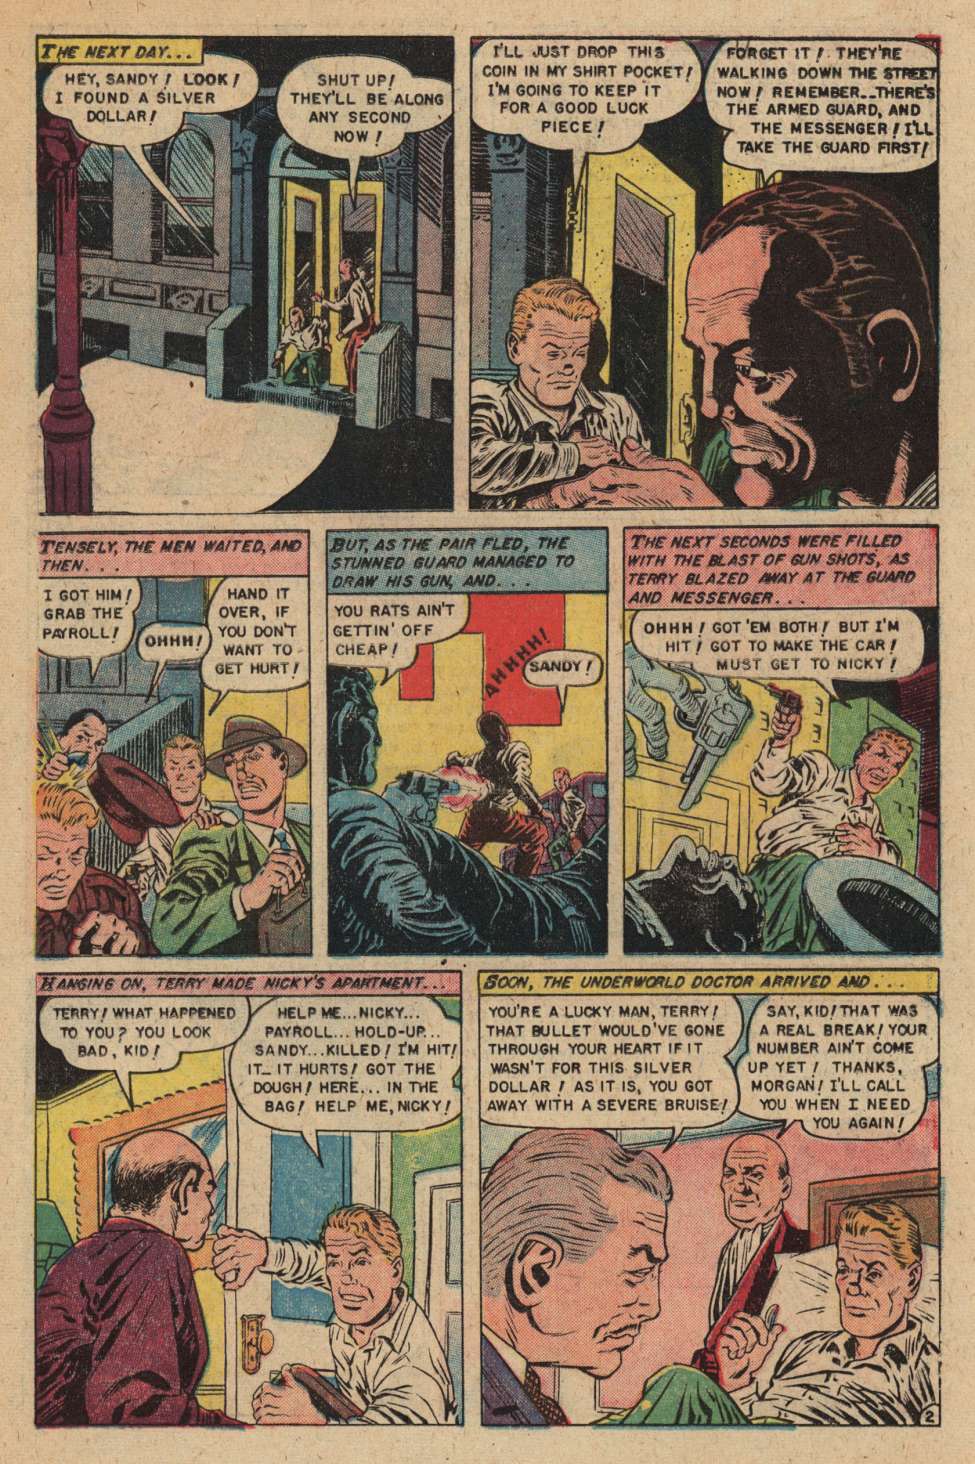 THE NEXT DAY...
HEY, SANDY! LOOK!
I FOUND A SILVER
DOLLAR!
SHUT UP!
THEY'LL BE ALONG
ANY SECOND
NOW!
I'LL JUST DROP THIS
COIN IN MY SHIRT POCKET!
I'M GOING TO KEEP IT
FOR A GOOD LUCK
PIECE!
FORGET IT! THEY'RE
WALKING DOWN THE STREET
NOW! REMEMBER...THERE'S
THE ARMED GUARD, AND
THE MESSENGER! I'LL
TAKE THE GUARD FIRST!
TENSELY, THE MEN WAITED, AND
THEN...
I GOT HIM!
GRAB THE
PAYROLL!
OHHH!
HAND IT
OVER, IF
YOU DON'T
WANT TO
GET HURT!
BUT, AS THE PAIR FLED, THE
STUNNED GUARD MANAGED TO
DRAW HIS GUN, AND...
YOU RATS AIN'T
GETTIN' OFF
CHEAP!
AHHHH!
SANDY!
THE NEXT SECONDS WERE FILLED
WITH THE BLAST OF GUN SHOTS, AS
TERRY BLAZED AWAY AT THE GUARD
AND MESSENGER...
OHHH! GOT 'EM BOTH! BUT I'M
HIT! GOT TO MAKE THE CAR!
MUST GET TO NICKY!
HANGING ON, TERRY MADE NICKY'S APARTMENT...
TERRY! WHAT HAPPENED
TO YOU? YOU LOOK
BAD, KID!
HELP ME...NICKY...
PAYROLL...HOLD-UP...
SANDY...KILLED! I'M HIT!
IT... IT HURTS! GOT THE
DOUGH! HERE... IN THE
BAG! HELP ME, NICKY!
SOON, THE UNDERWORLD DOCTOR ARRIVED AND...
YOU'RE A LUCKY MAN, TERRY!
THAT BULLET WOULD'VE GONE
THROUGH YOUR HEART IF IT
WASN'T FOR THIS SILVER
DOLLAR! AS IT IS, YOU GOT
AWAY WITH A SEVERE BRUISE!
SAY, KID! THAT WAS
A REAL BREAK! YOUR
NUMBER AIN'T COME
UP YET! THANKS,
MORGAN! I'LL CALL
YOU WHEN I NEED
YOU AGAIN!
2